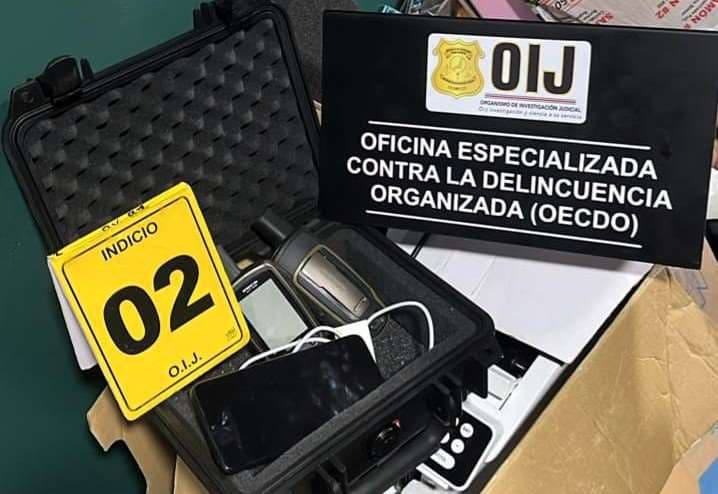 OIJ
ORGANISMO DE INVESTIGACIÓN JUDICIAL
OFICINA ESPECIALIZADA
CONTRA LA DELINCUENCIA
ORGANIZADA (OECDO)
INDICIO
02
O.I.J.